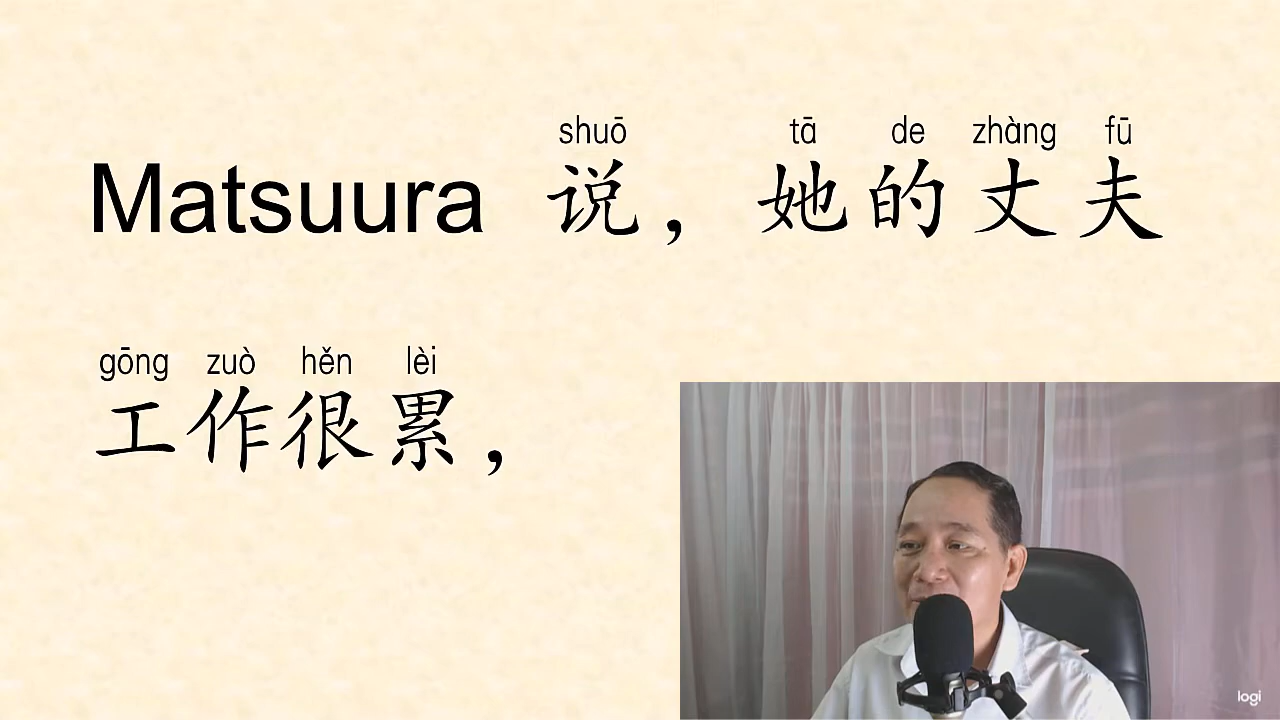 shuō tā de zhàng fū
Matsuura 说，她的丈夫
gōng zuò hěn lèi
工作很累，
logi